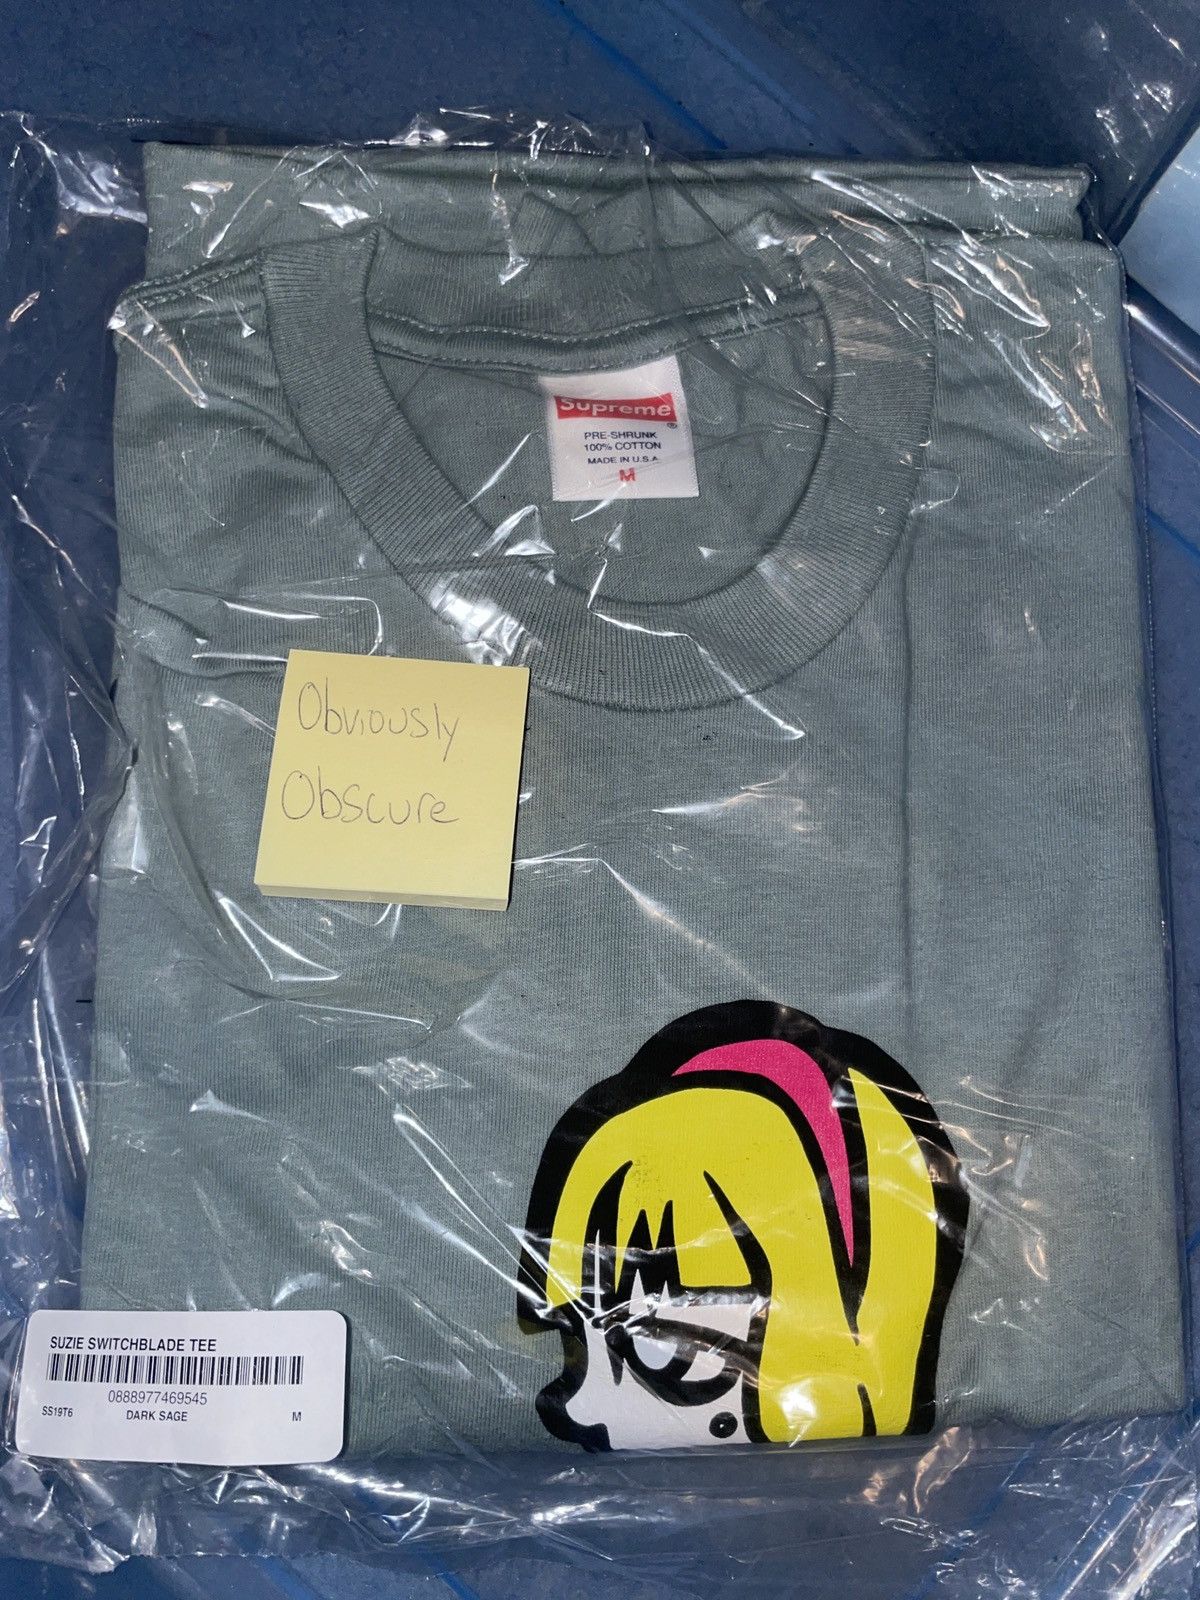 Supreme
®
PRE-SHRUNK
100% COTTON
MADE IN U.S.A.
M
Obviously
Obscure
SUZIE SWITCHBLADE TEE
0888977469545
SS19T6 DARK SAGE M